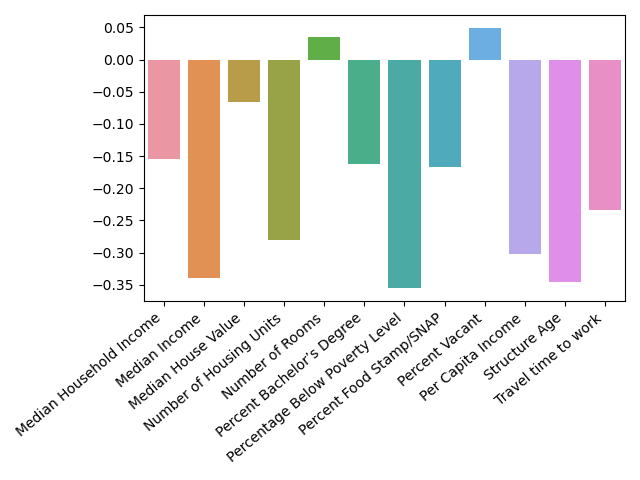 0.05
0.00
−0.05
−0.10
−0.15
−0.20
−0.25
−0.30
−0.35
Median Household Income
Median Income
Median House Value
Number of Housing Units
Number of Rooms
Percent Bachelor's Degree
Percentage Below Poverty Level
Percent Food Stamp/SNAP
Percent Vacant
Per Capita Income
Structure Age
Travel time to work